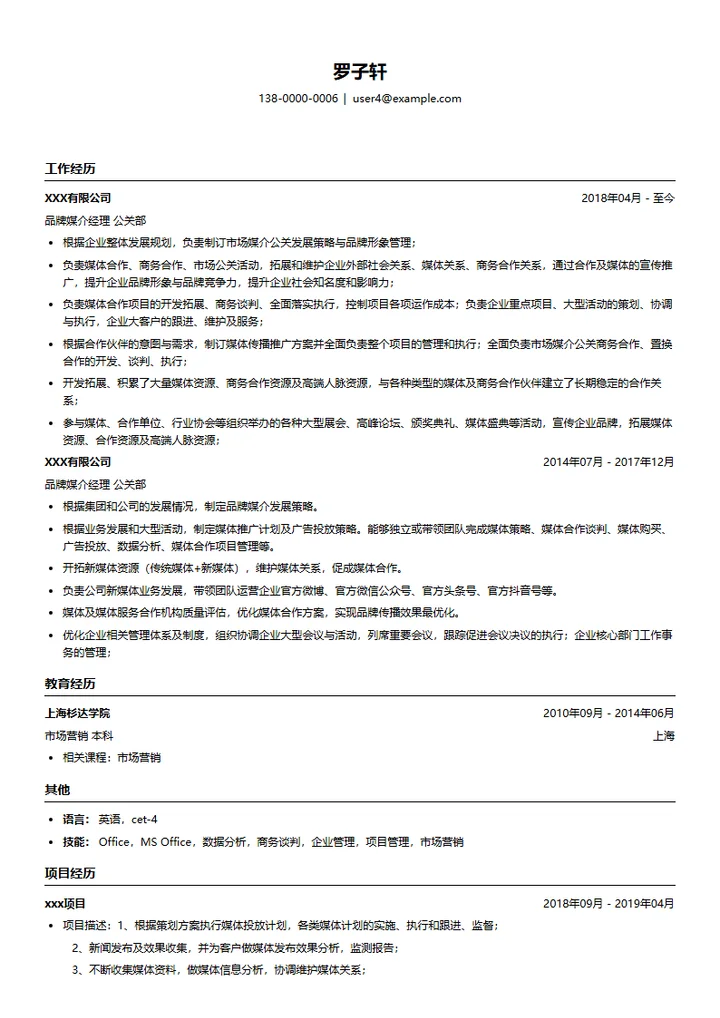 罗子轩
138-0000-0006 | user4@example.com
工作经历
XXX有限公司 2018年04月 - 至今
品牌媒介经理 公关部
• 根据企业整体发展规划，负责制订市场媒介公关发展策略与品牌形象管理；
• 负责媒体合作、商务合作、市场公关活动，拓展和维护企业外部社会关系、媒体关系、商务合作关系，通过合作及媒体的宣传推
广，提升企业品牌形象与品牌竞争力，提升企业社会知名度和影响力；
• 负责媒体合作项目的开发拓展、商务谈判、全面落实执行，控制项目各项运作成本；负责企业重点项目、大型活动的策划、协调
与执行，企业大客户的跟进、维护及服务；
• 根据合作伙伴的意图与需求，制订媒体传播推广方案并全面负责整个项目的管理和执行；全面负责市场媒介公关商务合作、置换
合作的开发、谈判、执行；
• 开发拓展、积累了大量媒体资源、商务合作资源及高端人脉资源，与各种类型的媒体及商务合作伙伴建立了长期稳定的合作关
系；
• 参与媒体、合作单位、行业协会等组织举办的各种大型展会、高峰论坛、颁奖典礼、媒体盛典等活动，宣传企业品牌，拓展媒体
资源、合作资源及高端人脉资源；
XXX有限公司 2014年07月 - 2017年12月
品牌媒介经理 公关部
• 根据集团和公司的发展情况，制定品牌媒介发展策略。
• 根据业务发展和大型活动，制定媒体推广计划及广告投放策略。能够独立或带领团队完成媒体策略、媒体合作谈判、媒体购买、
广告投放、数据分析、媒体合作项目管理等。
• 开拓新媒体资源（传统媒体+新媒体），维护媒体关系，促成媒体合作。
• 负责公司新媒体业务发展，带领团队运营企业官方微博、官方微信公众号、官方头条号、官方抖音号等。
• 媒体及媒体服务合作机构质量评估，优化媒体合作方案，实现品牌传播效果最优化。
• 优化企业相关管理体系及制度，组织协调企业大型会议与活动，列席重要会议，跟踪促进会议决议的执行；企业核心部门工作事
务的管理；
教育经历
上海杉达学院 2010年09月 - 2014年06月
市场营销 本科 上海
• 相关课程：市场营销
其他
• 语言： 英语，cet-4
• 技能： Office，MS Office，数据分析，商务谈判，企业管理，项目管理，市场营销
项目经历
xxx项目 2018年09月 - 2019年04月
• 项目描述：1、根据策划方案执行媒体投放计划，各类媒体计划的实施、执行和跟进、监督；
2、新闻发布及效果收集，并为客户做媒体发布效果分析，监测报告；
3、不断收集媒体资料，做媒体信息分析，协调维护媒体关系；